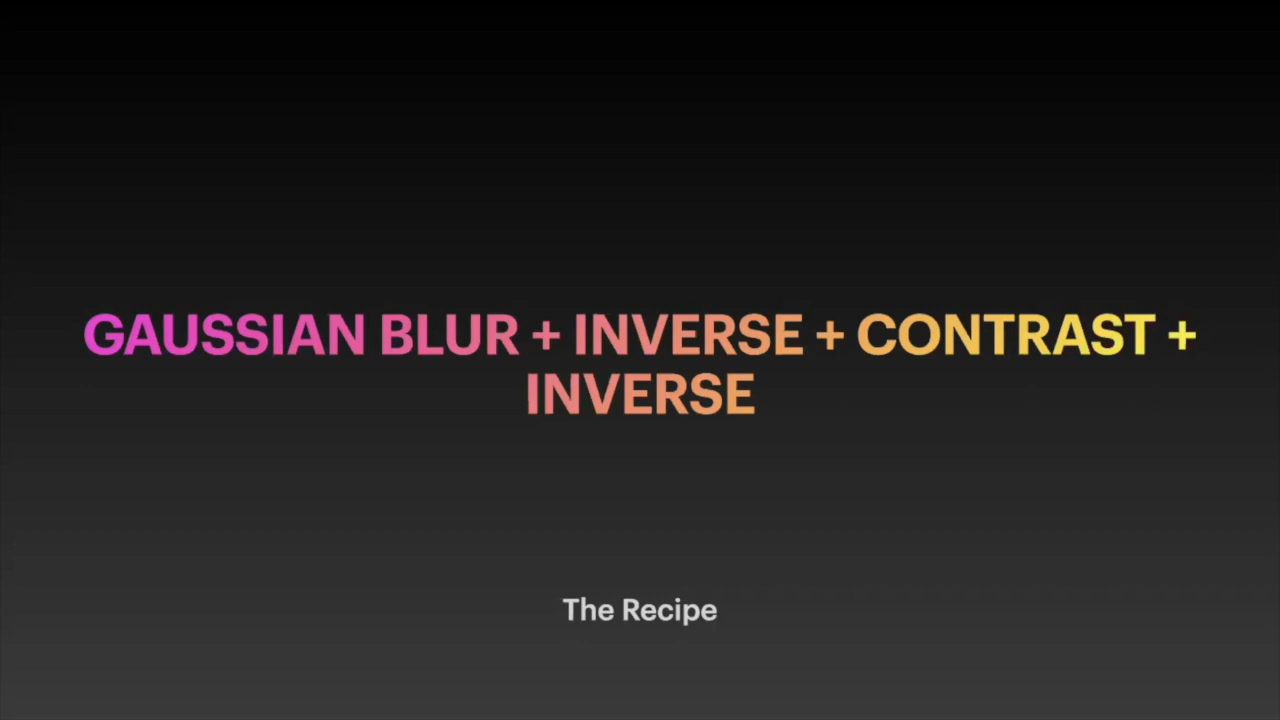 GAUSSIAN BLUR + INVERSE + CONTRAST +
INVERSE
The Recipe